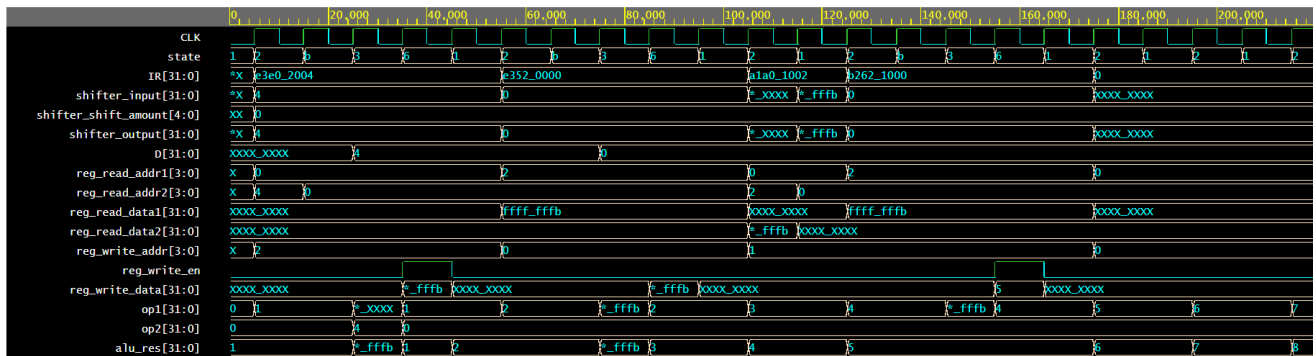 0 20,000 40,000 60,000 80,000 100,000 120,000 140,000 160,000 180,000 200,000
CLK
state 1 2 b 3 6 1 2 b 3 6 1 2 1 2 b 3 6 1 2 1 2 1 2
IR[31:0] *X e3e0_2004 e352_0000 a1a0_1002 b262_1000 0
shifter_input[31:0] *X 4 0 *_XXXX *_fffb 0 XXXX_XXXX
shifter_shift_amount[4:0] XX 0
shifter_output[31:0] *X 4 0 *_XXXX *_fffb 0 XXXX_XXXX
D[31:0] XXXX_XXXX 4 0
reg_read_addr1[3:0] X 0 2 0 2 0
reg_read_addr2[3:0] X 4 0 2 0
reg_read_data1[31:0] XXXX_XXXX ffff_fffb XXXX_XXXX ffff_fffb XXXX_XXXX
reg_read_data2[31:0] XXXX_XXXX *_fffb XXXX_XXXX
reg_write_addr[3:0] X 2 0 1 0
reg_write_en
reg_write_data[31:0] XXXX_XXXX *_fffb XXXX_XXXX *_fffb XXXX_XXXX 5 XXXX_XXXX
op1[31:0] 0 1 *_XXXX 1 2 *_fffb 2 3 4 *_fffb 4 5 6 7
op2[31:0] 0 4 0
alu_res[31:0] 1 *_fffb 1 2 *_fffb 3 4 5 6 7 8